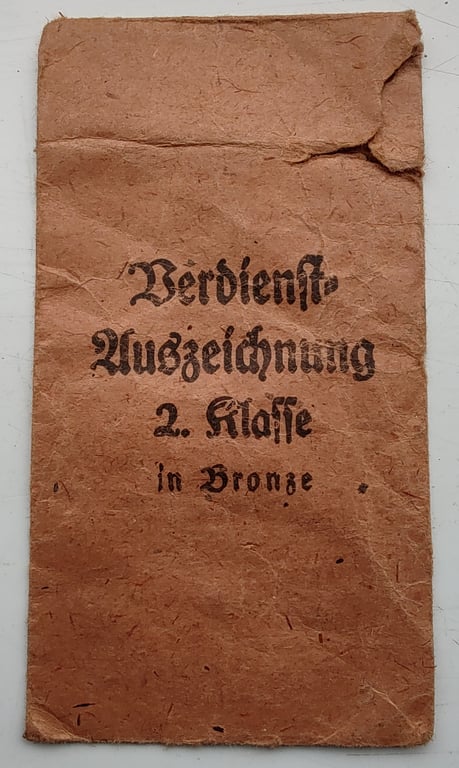 Verdienst-
Auszeichnung
2. Klasse
in Bronze